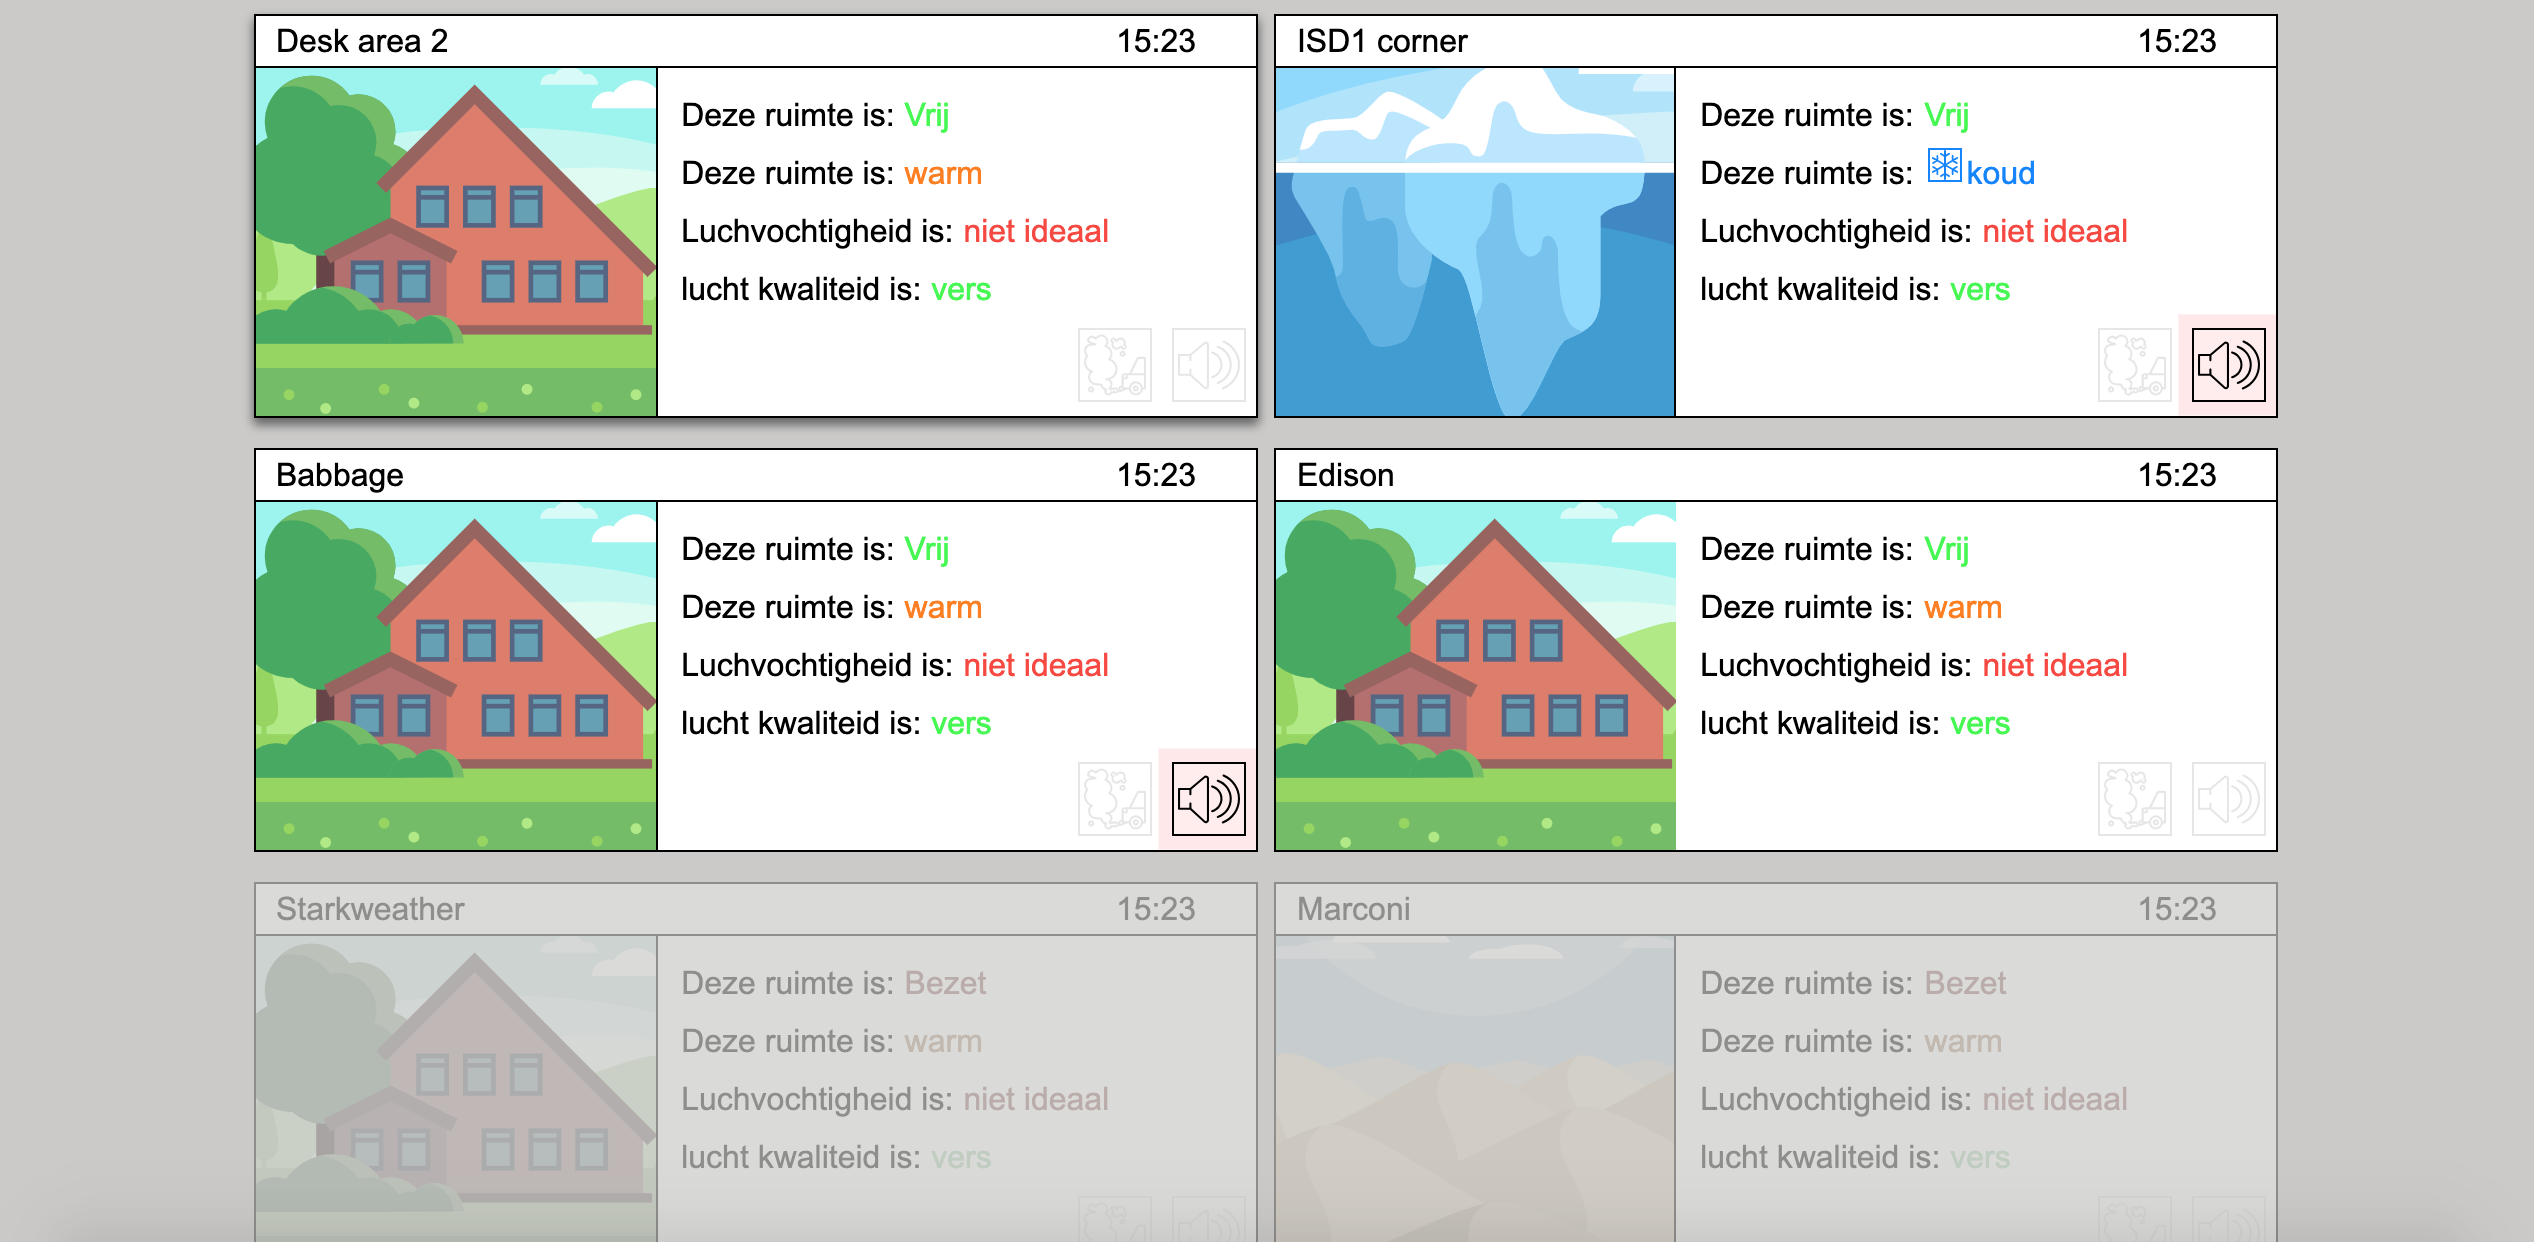 Desk area 2 15:23
Deze ruimte is: Vrij
Deze ruimte is: warm
Luchvochtigheid is: niet ideaal
lucht kwaliteid is: vers
ISD1 corner 15:23
Deze ruimte is: Vrij
Deze ruimte is: koud
Luchvochtigheid is: niet ideaal
lucht kwaliteid is: vers
Babbage 15:23
Deze ruimte is: Vrij
Deze ruimte is: warm
Luchvochtigheid is: niet ideaal
lucht kwaliteid is: vers
Edison 15:23
Deze ruimte is: Vrij
Deze ruimte is: warm
Luchvochtigheid is: niet ideaal
lucht kwaliteid is: vers
Starkweather 15:23
Deze ruimte is: Bezet
Deze ruimte is: warm
Luchvochtigheid is: niet ideaal
lucht kwaliteid is: vers
Marconi 15:23
Deze ruimte is: Bezet
Deze ruimte is: warm
Luchvochtigheid is: niet ideaal
lucht kwaliteid is: vers